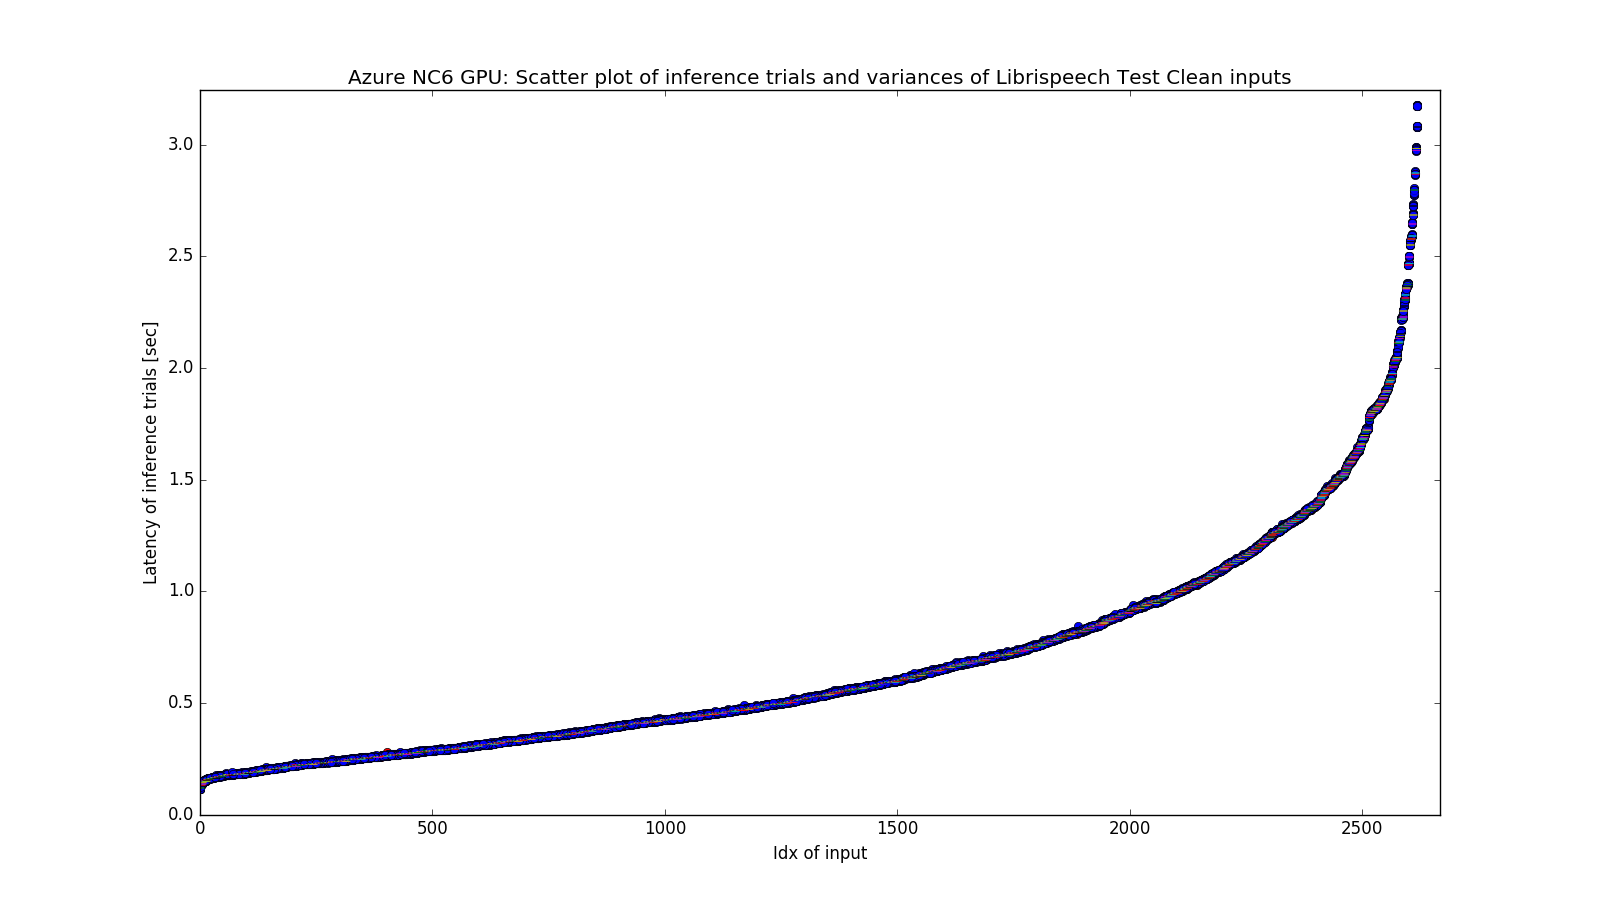 Azure NC6 GPU: Scatter plot of inference trials and variances of Librispeech Test Clean inputs
3.0
2.5
2.0
1.5
1.0
0.5
0.0
Latency of inference trials [sec]
0 500 1000 1500 2000 2500
Idx of input